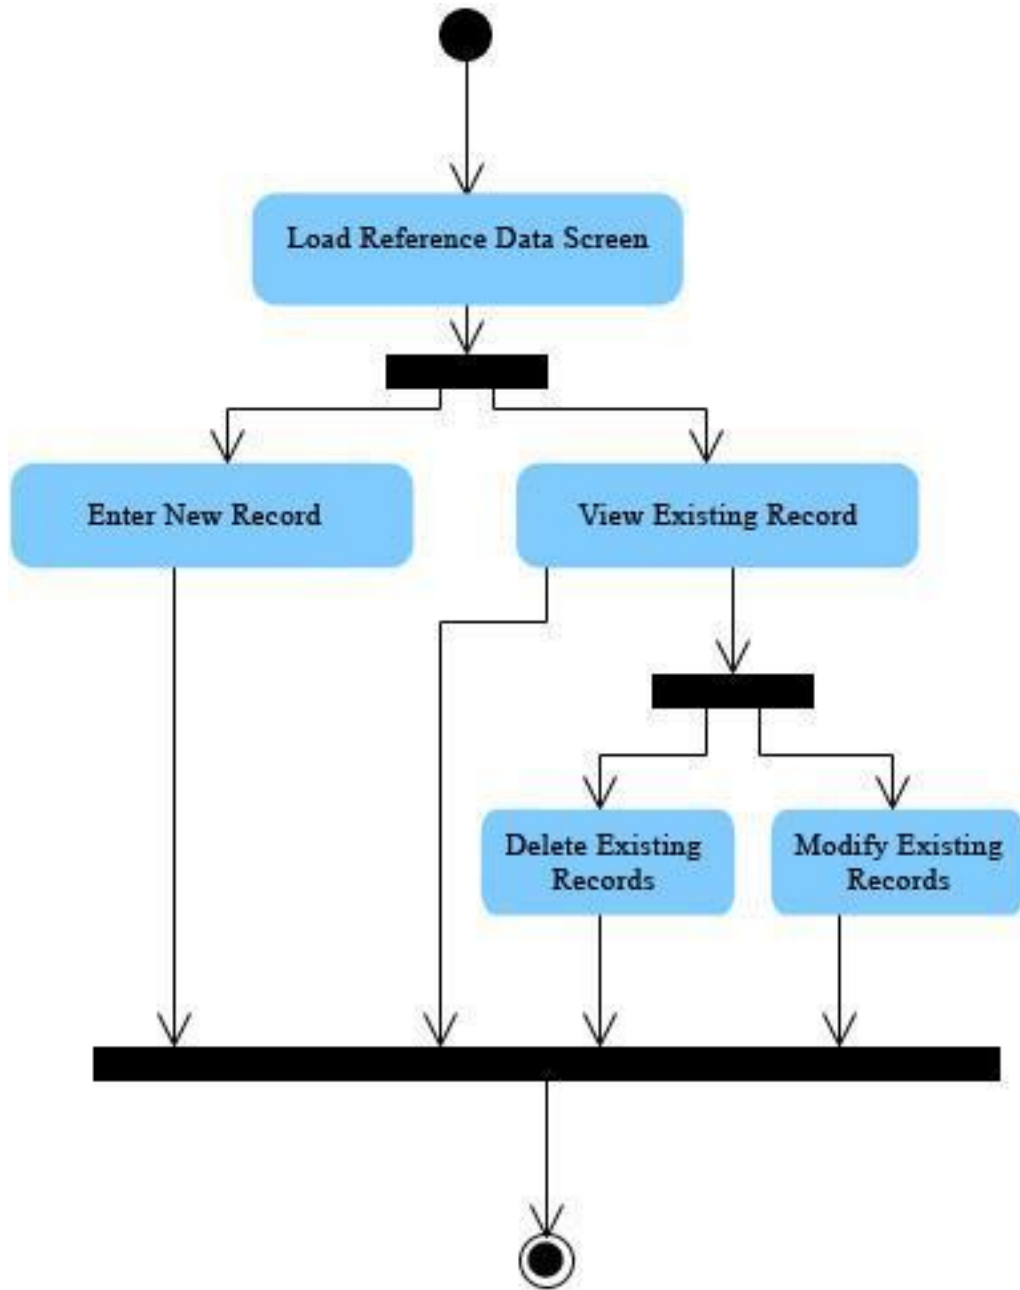 Load Reference Data Screen
Enter New Record
View Existing Record
Delete Existing
Records
Modify Existing
Records